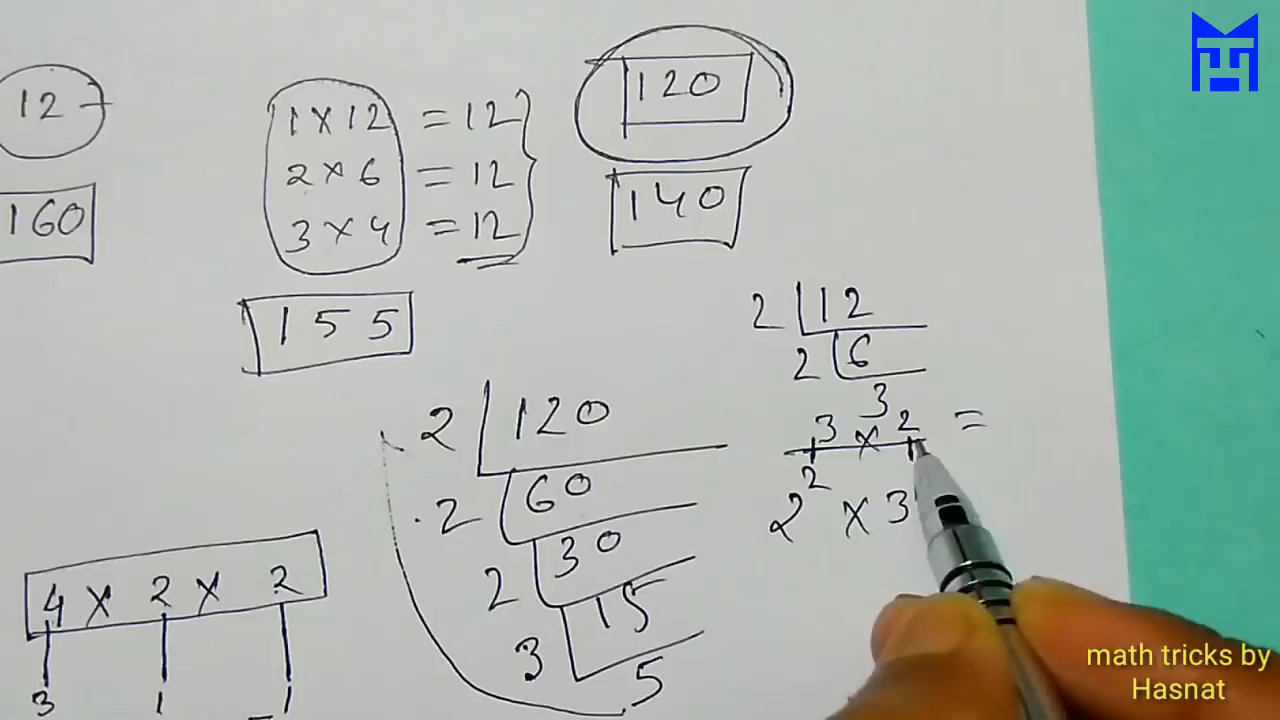 12
160
1 x 12 = 12
2 x 6 = 12
3 x 4 = 12
155
120
140
2 12
2 6
3
3 x 2 =
2² x 3
2 120
2 60
2 30
3 15
5
4 x 2 x 2
3 1 1
math tricks by
Hasnat